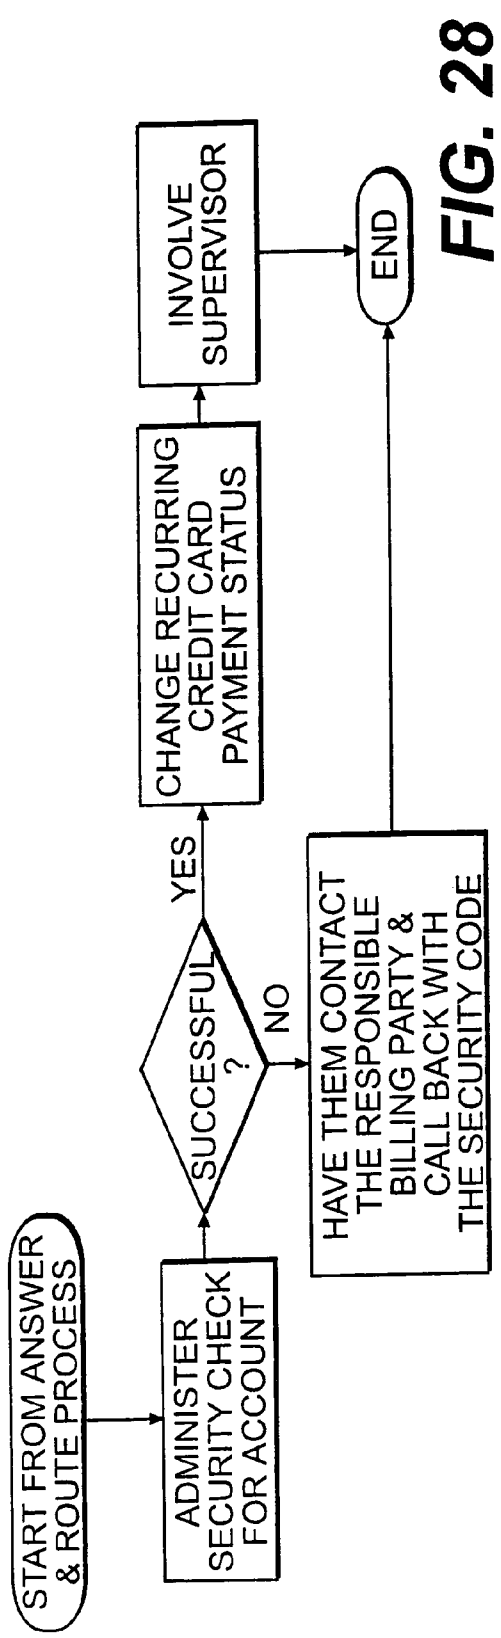 START FROM ANSWER
& ROUTE PROCESS
ADMINISTER
SECURITY CHECK
FOR ACCOUNT
SUCCESSFUL
?
YES
NO
CHANGE RECURRING
CREDIT CARD
PAYMENT STATUS
INVOLVE
SUPERVISOR
HAVE THEM CONTACT
THE RESPONSIBLE
BILLING PARTY &
CALL BACK WITH
THE SECURITY CODE
END
FIG. 28